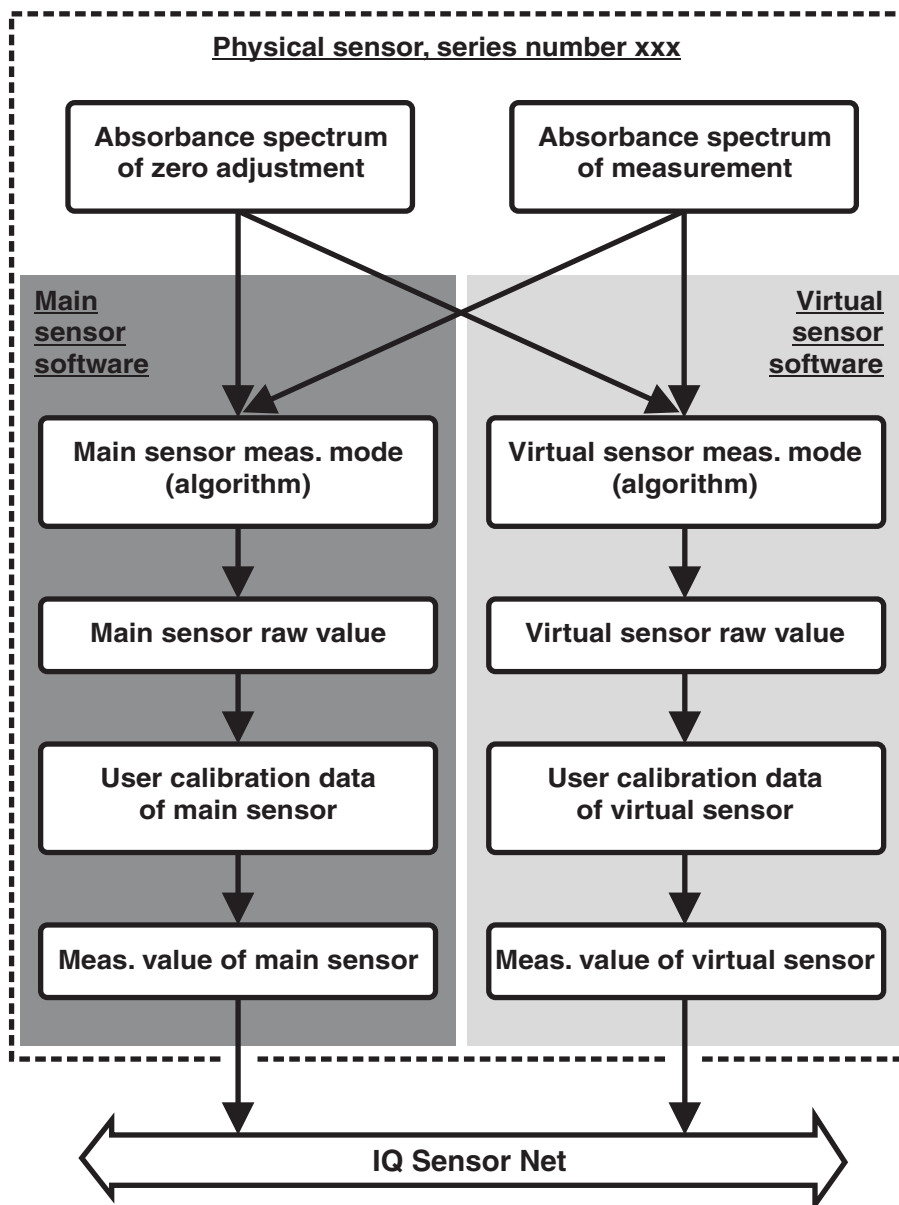 Physical sensor, series number xxx
Absorbance spectrum
of zero adjustment
Absorbance spectrum
of measurement
Main
sensor
software
Virtual
sensor
software
Main sensor meas. mode
(algorithm)
Virtual sensor meas. mode
(algorithm)
Main sensor raw value
Virtual sensor raw value
User calibration data
of main sensor
User calibration data
of virtual sensor
Meas. value of main sensor
Meas. value of virtual sensor
IQ Sensor Net